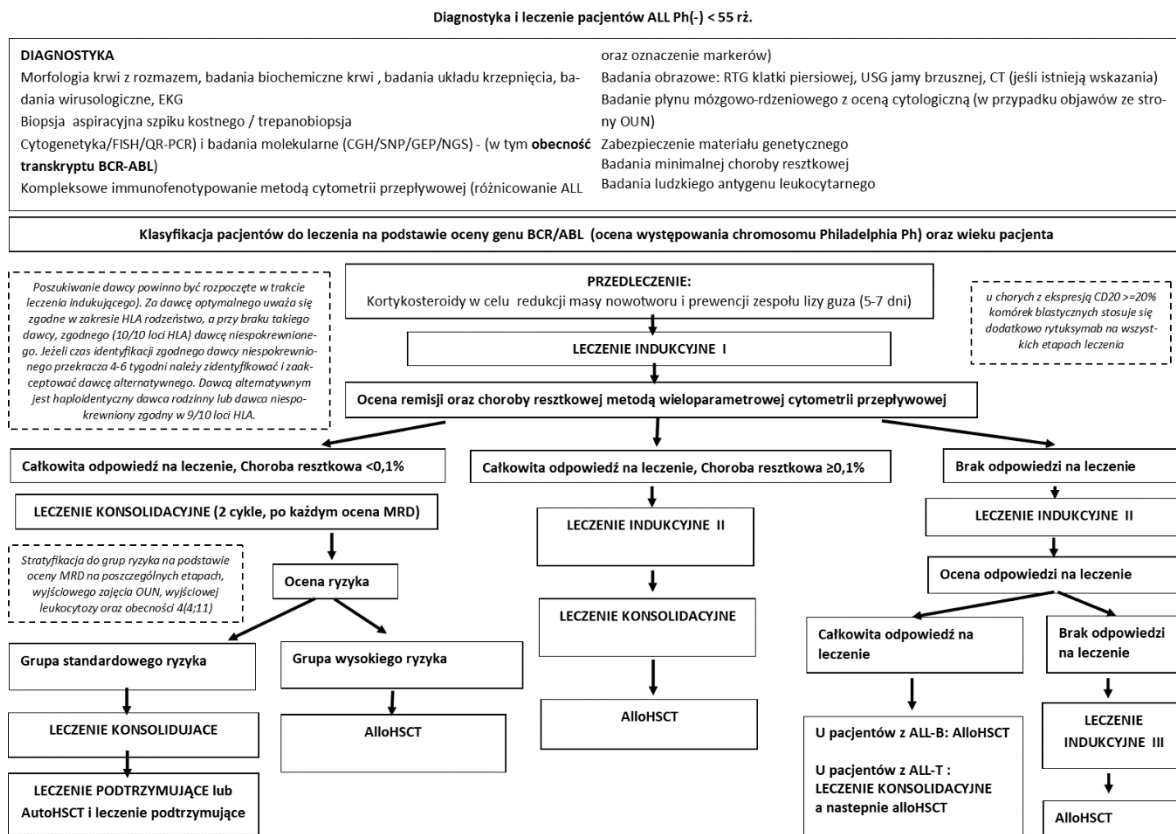 Diagnostyka i leczenie pacjentów ALL Ph(-) < 55 rż.
DIAGNOSTYKA
Morfologia krwi z rozmazem, badania biochemiczne krwi , badania układu krzepnięcia, ba-
dania wirusologiczne, EKG
Biopsja aspiracyjna szpiku kostnego / trepanobiopsja
Cytogenetyka/FISH/QR-PCR) i badania molekularne (CGH/SNP/GEP/NGS) - (w tym obecność
transkryptu BCR-ABL)
Kompleksowe immunofenotypowanie metodą cytometrii przepływowej (różnicowanie ALL
oraz oznaczenie markerów)
Badania obrazowe: RTG klatki piersiowej, USG jamy brzusznej, CT (jeśli istnieją wskazania)
Badanie płynu mózgowo-rdzeniowego z oceną cytologiczną (w przypadku objawów ze stro-
ny OUN)
Zabezpieczenie materiału genetycznego
Badania minimalnej choroby resztkowej
Badania ludzkiego antygenu leukocytarnego
Klasyfikacja pacjentów do leczenia na podstawie oceny genu BCR/ABL (ocena występowania chromosomu Philadelphia Ph) oraz wieku pacjenta
Poszukiwanie dawcy powinno być rozpoczęte w trakcie
leczenia indukującego). Za dawcę optymalnego uważa się
zgodne w zakresie HLA rodzeństwo, a przy braku takiego
dawcy, zgodnego (10/10 loci HLA) dawcę niespokrewnione-
go. Jeżeli czas identyfikacji zgodnego dawcy niespokrewnio-
nego przekracza 4-6 tygodni należy zidentyfikować i zaak-
ceptować dawcę alternatywnego. Dawcą alternatywnym
jest haploidentyczny dawca rodzinny lub dawca niespo-
krewniony zgodny w 9/10 loci HLA.
PRZEDLECZENIE:
Kortykosteroidy w celu redukcji masy nowotworu i prewencji zespołu lizy guza (5-7 dni)
u chorych z ekspresją CD20 >=20%
komórek blastycznych stosuje się
dodatkowo rytuksymab na wszyst-
kich etapach leczenia
LECZENIE INDUKCYJNE I
Ocena remisji oraz choroby resztkowej metodą wieloparametrowej cytometrii przepływowej
Całkowita odpowiedź na leczenie, Choroba resztkowa <0,1%
Całkowita odpowiedź na leczenie, Choroba resztkowa ≥0,1%
Brak odpowiedzi na leczenie
LECZENIE KONSOLIDACYJNE (2 cykle, po każdym ocena MRD)
LECZENIE INDUKCYJNE II
LECZENIE INDUKCYJNE II
Stratyfikacja do grup ryzyka na podstawie
oceny MRD na poszczególnych etapach,
wyjściowego zajęcia OUN, wyjściowej
leukocytozy oraz obecności 4(4;11)
Ocena ryzyka
Ocena odpowiedzi na leczenie
LECZENIE KONSOLIDACYJNE
Grupa standardowego ryzyka
Grupa wysokiego ryzyka
Całkowita odpowiedź na
leczenie
Brak odpowiedzi
na leczenie
LECZENIE KONSOLIDUJACE
AlloHSCT
AlloHSCT
U pacjentów z ALL-B: AlloHSCT
U pacjentów z ALL-T :
LECZENIE KONSOLIDACYJNE
a nastepnie alloHSCT
LECZENIE
INDUKCYJNE III
LECZENIE PODTRZYMUJĄCE lub
AutoHSCT i leczenie podtrzymujące
AlloHSCT